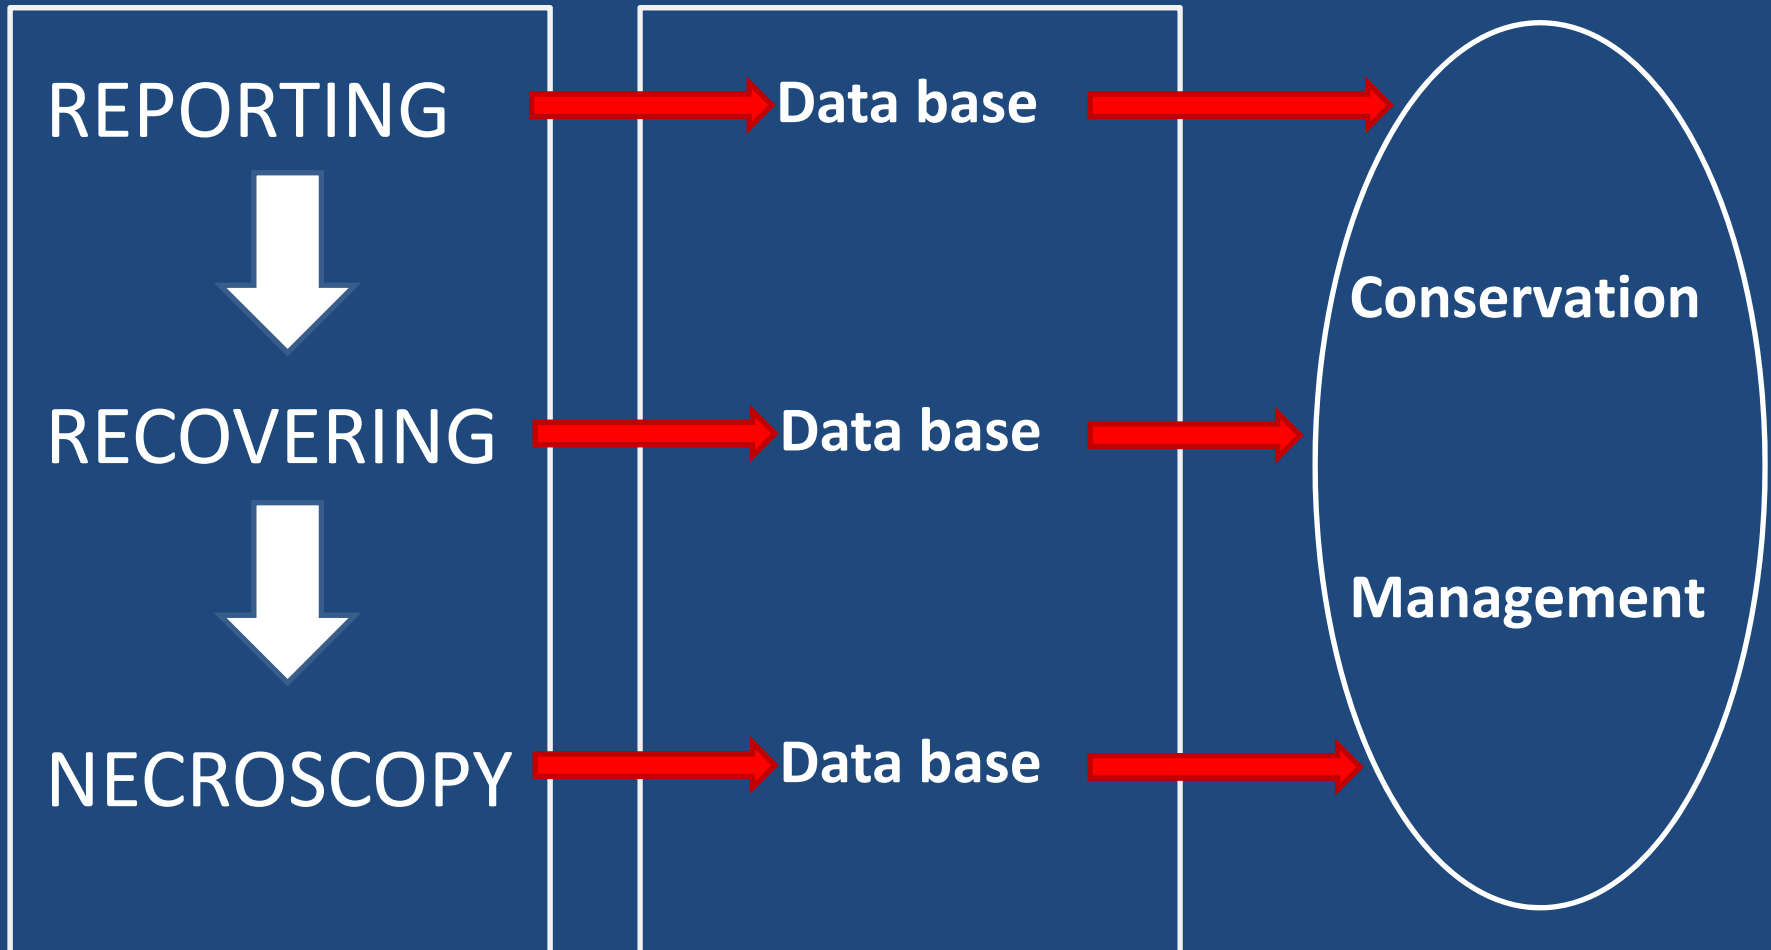 REPORTING
Data base
Conservation
RECOVERING
Data base
Management
NECROSCOPY
Data base